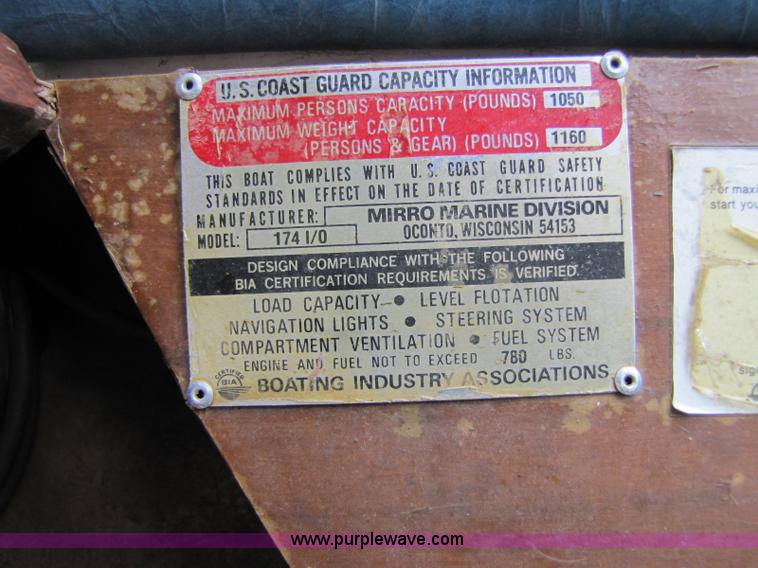 U.S. COAST GUARD CAPACITY INFORMATION
MAXIMUM PERSONS CAPACITY (POUNDS) 1050
MAXIMUM WEIGHT CAPACITY
(PERSONS & GEAR) (POUNDS) 1160
THIS BOAT COMPLIES WITH U.S. COAST GUARD SAFETY
STANDARDS IN EFFECT ON THE DATE OF CERTIFICATION
MANUFACTURER: MIRRO MARINE DIVISION
MODEL: 174 I/O OCONTO, WISCONSIN 54153
DESIGN COMPLIANCE WITH THE FOLLOWING
BIA CERTIFICATION REQUIREMENTS IS VERIFIED.
LOAD CAPACITY • LEVEL FLOTATION
NAVIGATION LIGHTS • STEERING SYSTEM
COMPARTMENT VENTILATION • FUEL SYSTEM
ENGINE AND FUEL NOT TO EXCEED 780 LBS.
CERTIFIED BIA BOATING INDUSTRY ASSOCIATIONS
For maxi
start you
sig
www.purplewave.com